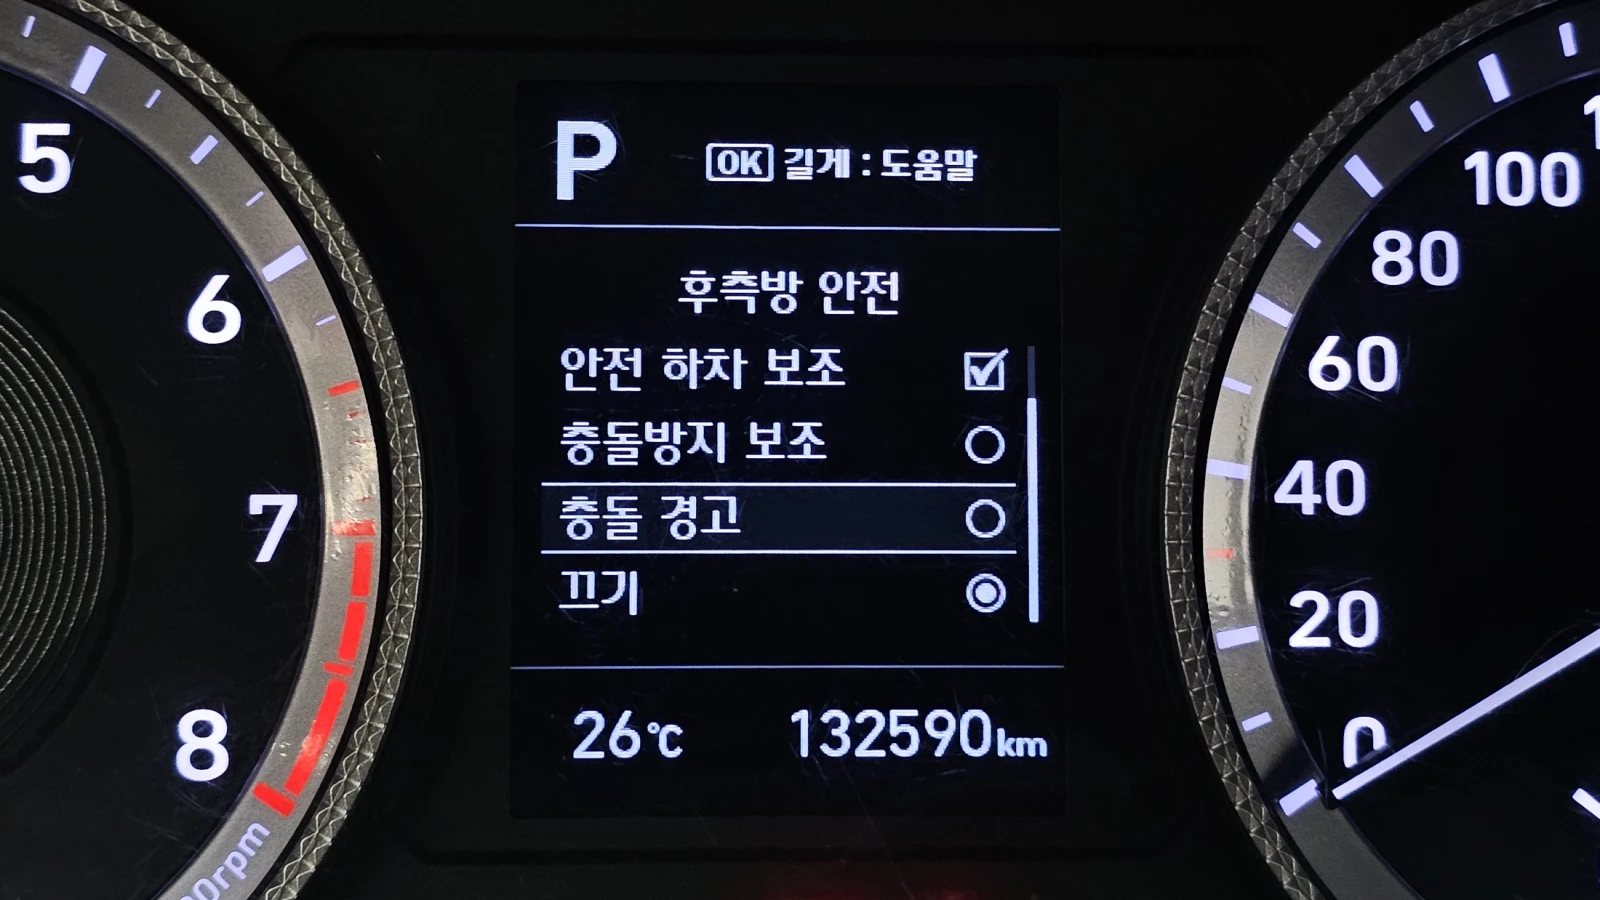 P
OK 길게 : 도움말
후측방 안전
안전 하차 보조
충돌방지 보조
충돌 경고
끄기
26℃ 132590km
5
6
7
8
100
80
60
40
20
0